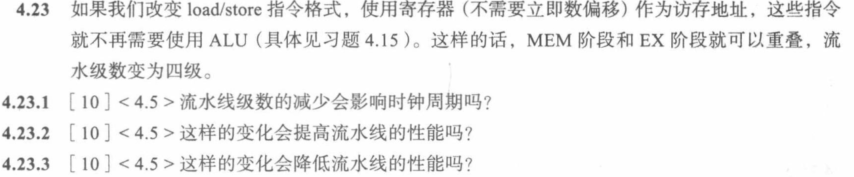 4.23 如果我们改变 load/store 指令格式，使用寄存器（不需要立即数偏移）作为访存地址，这些指令
就不再需要使用 ALU（具体见习题 4.15）。这样的话，MEM 阶段和 EX 阶段就可以重叠，流
水级数变为四级。
4.23.1 ［10］< 4.5 > 流水线级数的减少会影响时钟周期吗?
4.23.2 ［10］< 4.5 > 这样的变化会提高流水线的性能吗?
4.23.3 ［10］< 4.5 > 这样的变化会降低流水线的性能吗?